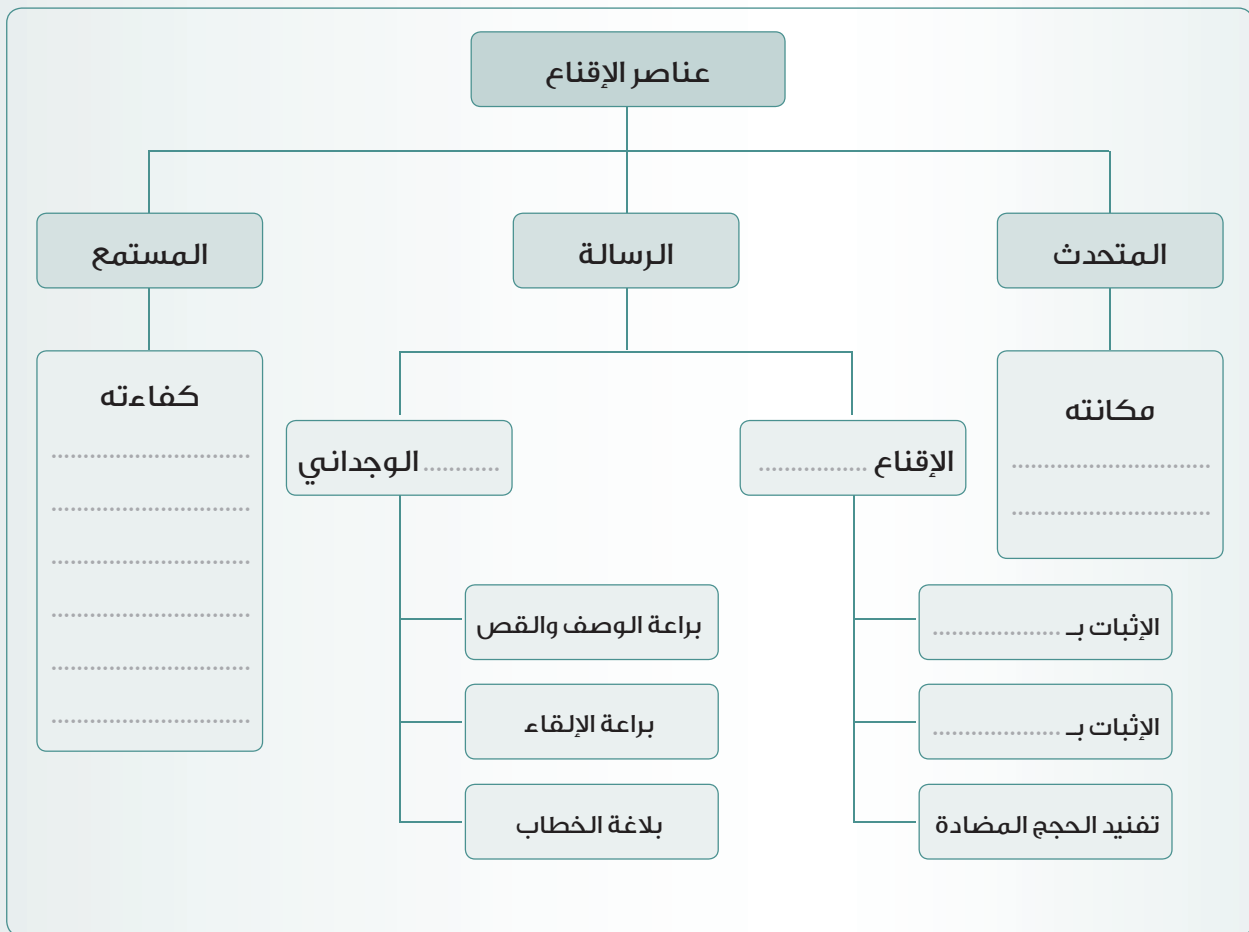 عناصر الإقناع
المتحدث
الرسالة
المستمع
مكانته
..............................
..............................
الإقناع .................
............ الوجداني
كفاءته
..............................
..............................
..............................
..............................
..............................
..............................
الإثبات بـ ....................
الإثبات بـ ....................
تفنيد الحجج المضادة
براعة الوصف والقص
براعة الإلقاء
بلاغة الخطاب